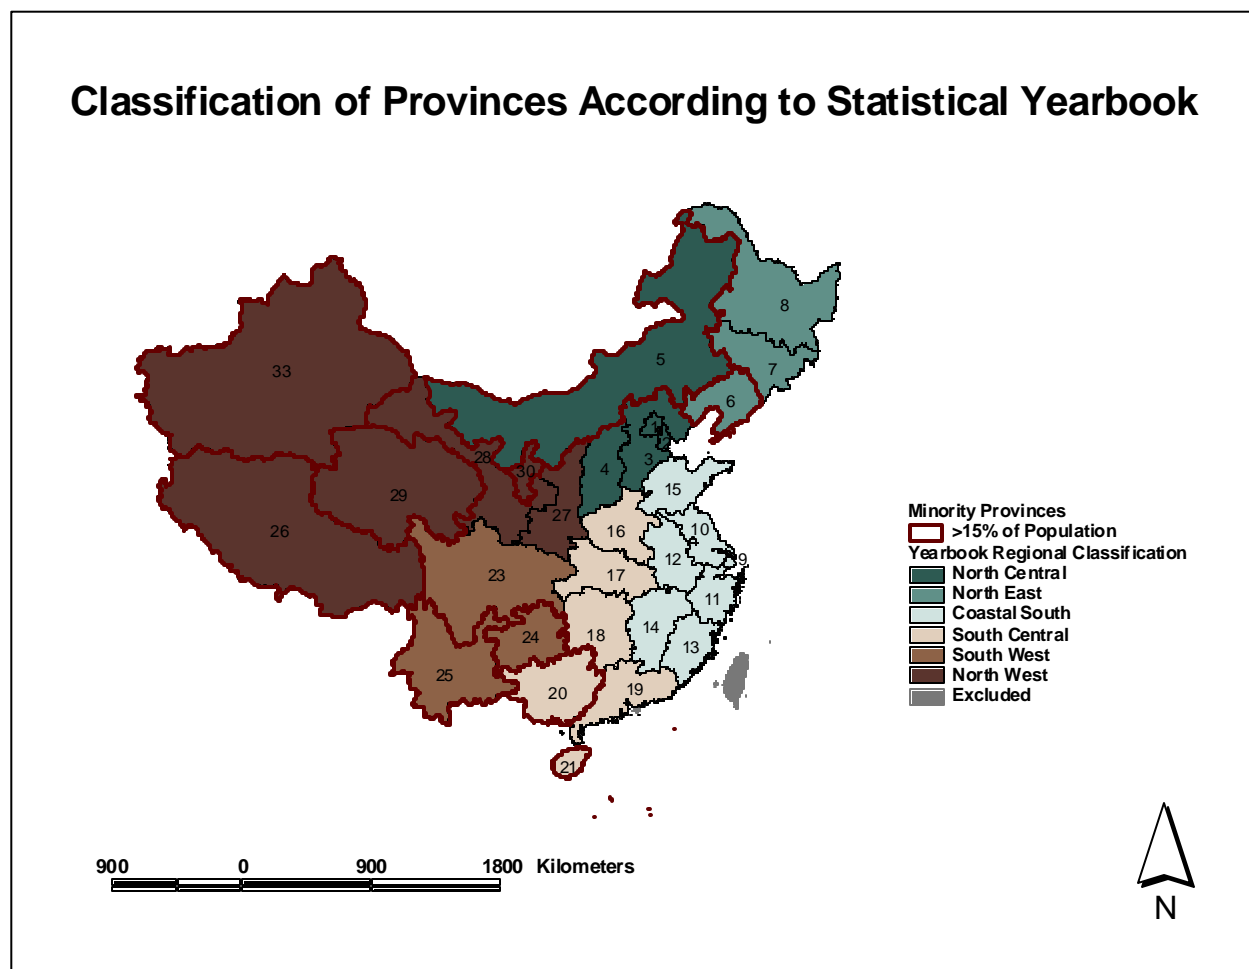 Classification of Provinces According to Statistical Yearbook
8
5
7
33
6
1
2
28
30
4
3
15
29
27
16
10
26
12
9
23
17
11
24
18
14
13
25
20
19
21
Minority Provinces
>15% of Population
Yearbook Regional Classification
North Central
North East
Coastal South
South Central
South West
North West
Excluded
900 0 900 1800 Kilometers
N